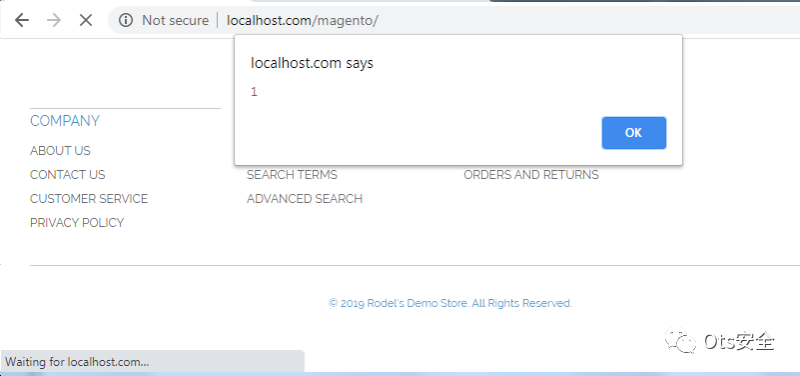 Not secure | localhost.com/magento/
localhost.com says
1
OK
COMPANY
ABOUT US
CONTACT US
SEARCH TERMS
ORDERS AND RETURNS
CUSTOMER SERVICE
ADVANCED SEARCH
PRIVACY POLICY
© 2019 Rodel's Demo Store. All Rights Reserved.
Ots安全
Waiting for localhost.com...